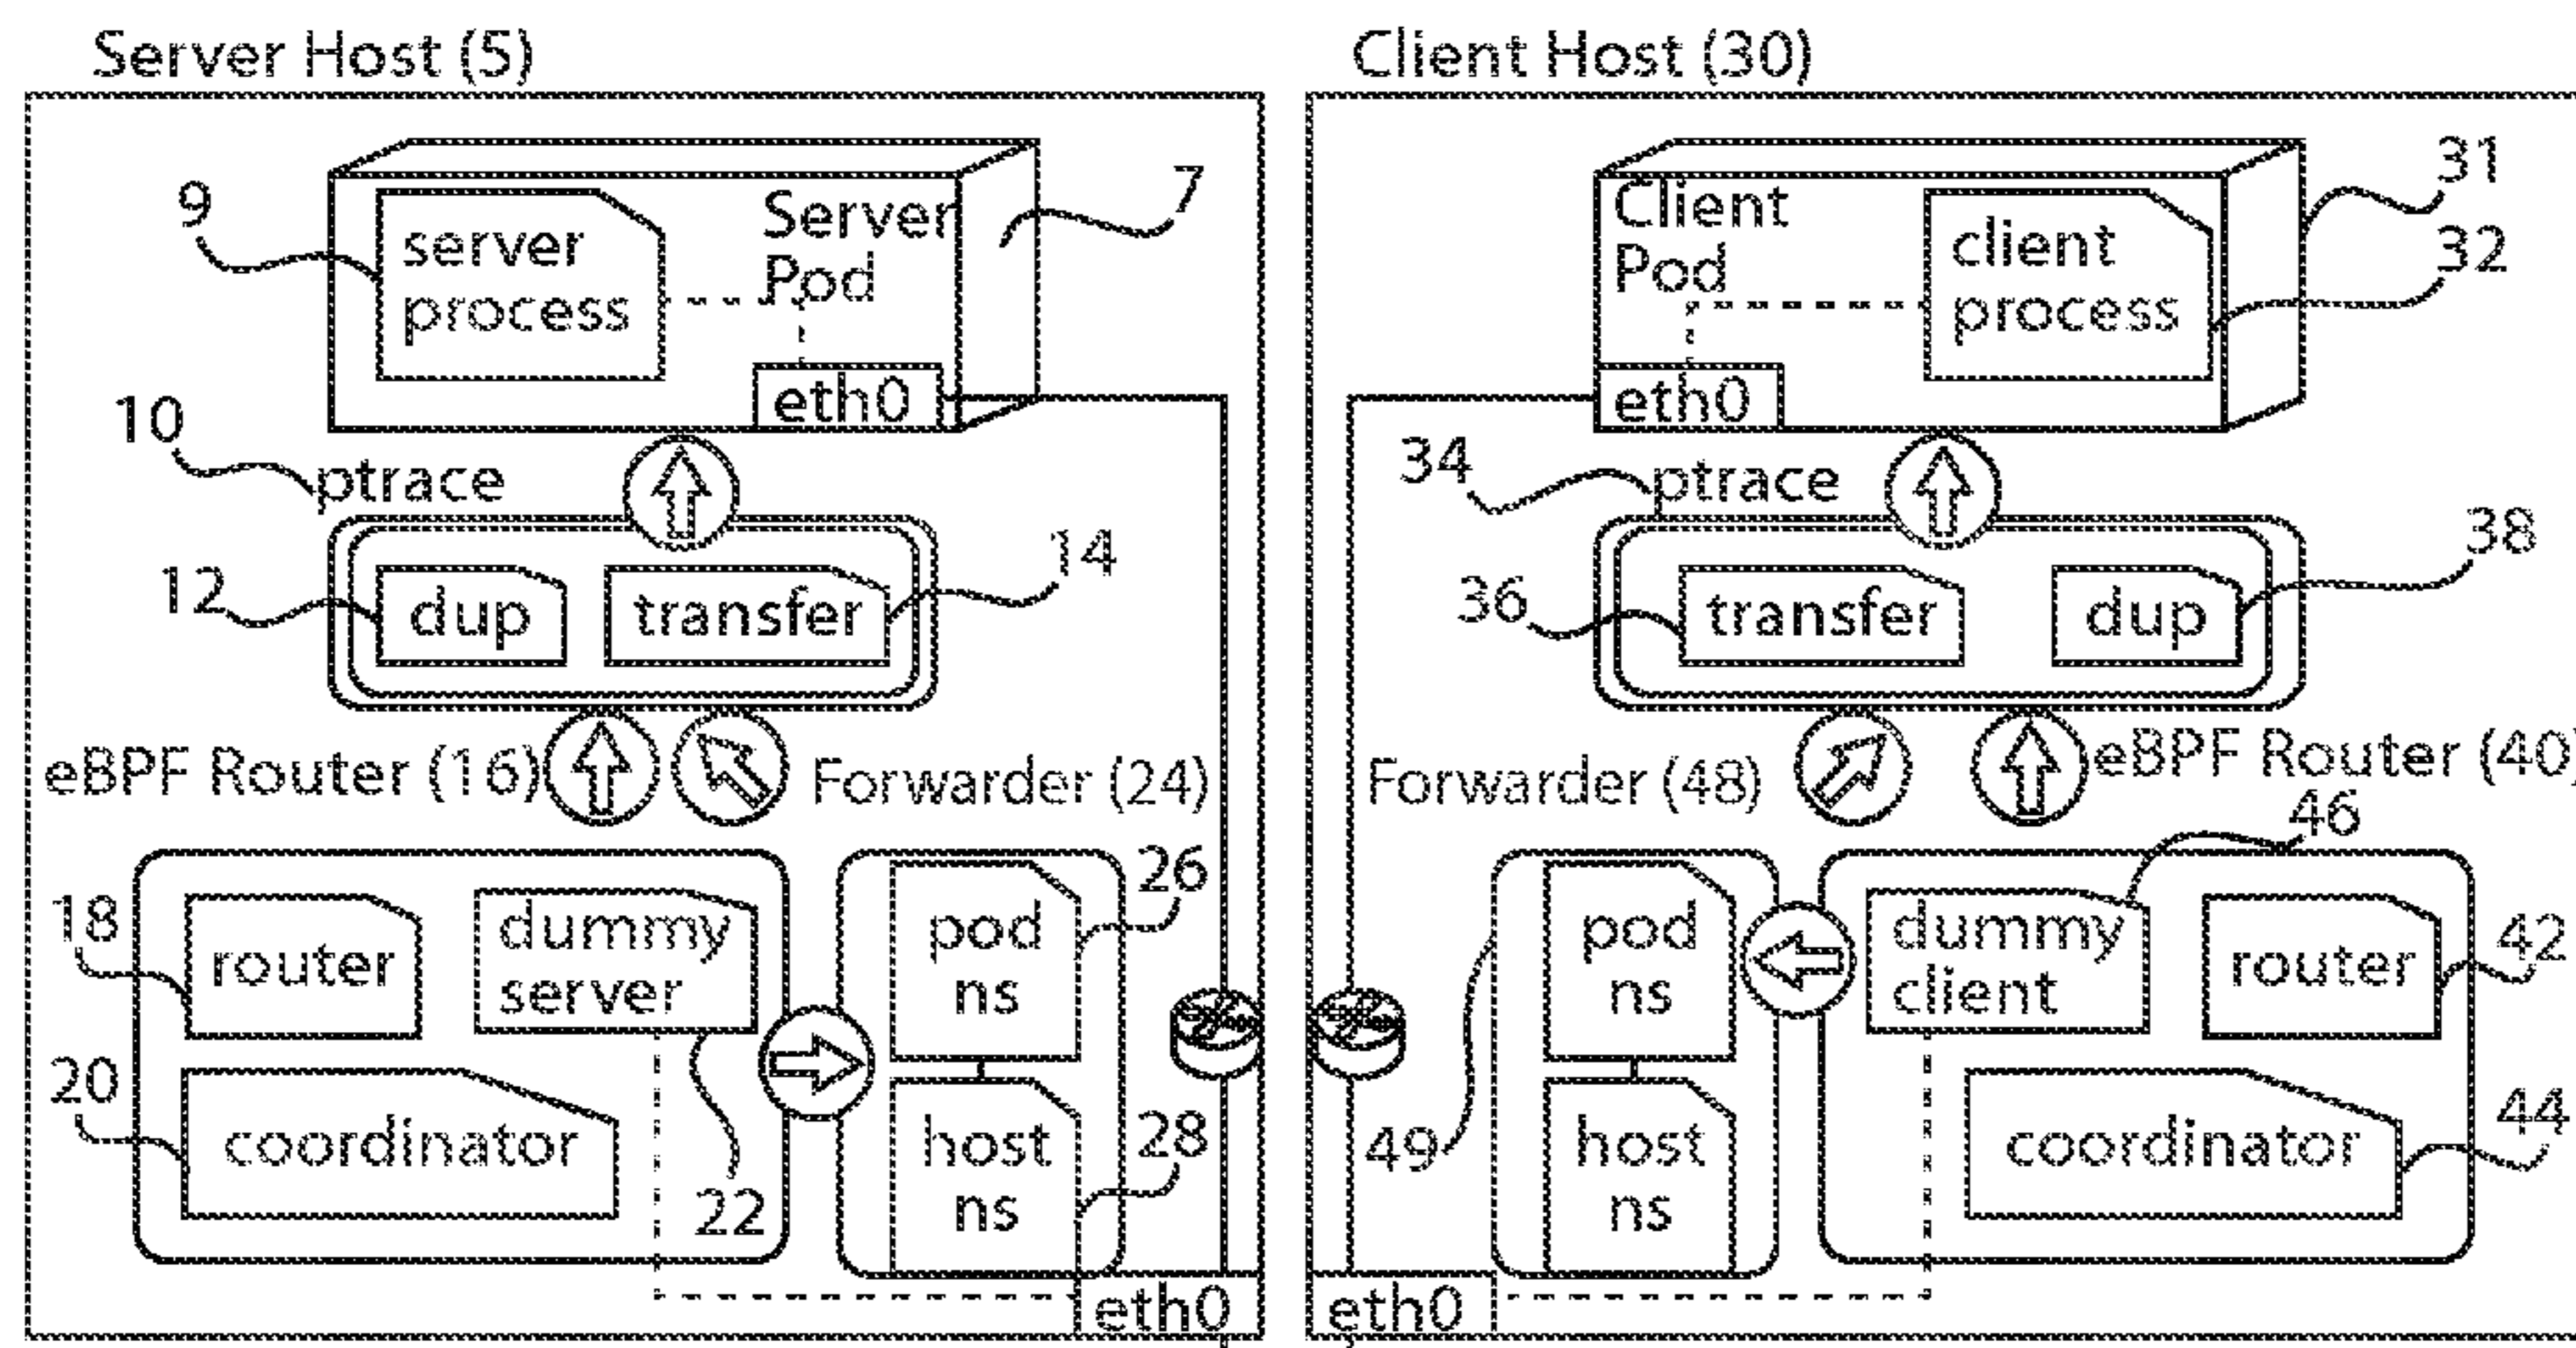 Server Host (5)
9
server
process
Server
Pod
7
eth0
10
ptrace
12
dup
transfer
14
eBPF Router (16)
Forwarder (24)
18
router
dummy
server
20
coordinator
22
pod
ns
26
host
ns
28
eth0
Client Host (30)
Client
Pod
client
process
31
32
eth0
34
ptrace
36
transfer
dup
38
Forwarder (48)
eBPF Router (40)
46
pod
ns
dummy
client
router
42
49
host
ns
coordinator
44
eth0